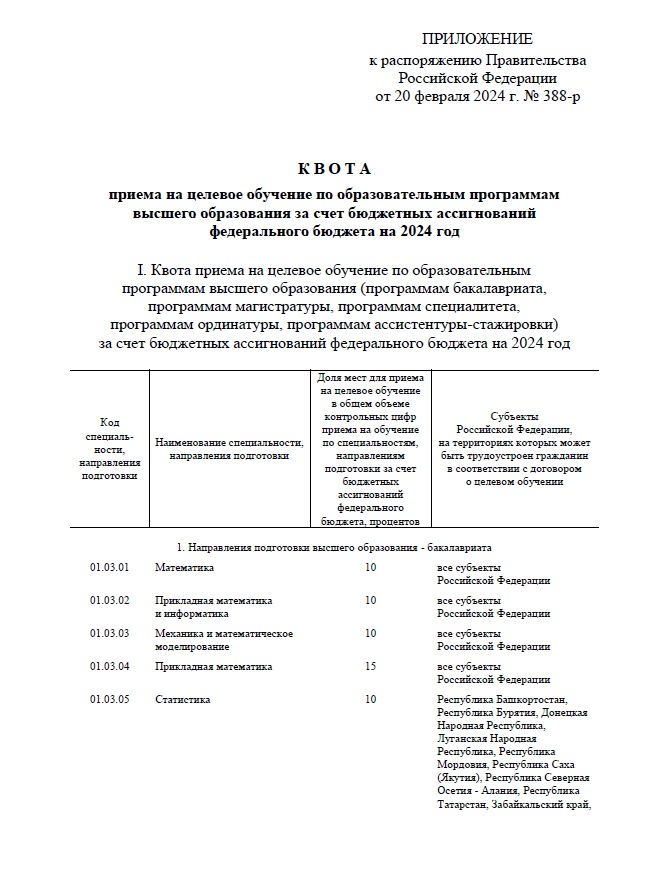 ПРИЛОЖЕНИЕ
к распоряжению Правительства
Российской Федерации
от 20 февраля 2024 г. № 388-р
К В О Т А
приема на целевое обучение по образовательным программам
высшего образования за счет бюджетных ассигнований
федерального бюджета на 2024 год
I. Квота приема на целевое обучение по образовательным
программам высшего образования (программам бакалавриата,
программам магистратуры, программам специалитета,
программам ординатуры, программам ассистентуры-стажировки)
за счет бюджетных ассигнований федерального бюджета на 2024 год
Код
специаль-
ности,
направления
подготовки
Наименование специальности,
направления подготовки
Доля мест для приема
на целевое обучение
в общем объеме
контрольных цифр
приема на обучение
по специальностям,
направлениям
подготовки за счет
бюджетных
ассигнований
федерального
бюджета, процентов
Субъекты
Российской Федерации,
на территориях которых может
быть трудоустроен гражданин
в соответствии с договором
о целевом обучении
1. Направления подготовки высшего образования - бакалавриата
01.03.01 Математика 10 все субъекты
Российской Федерации
01.03.02 Прикладная математика 10 все субъекты
и информатика Российской Федерации
01.03.03 Механика и математическое 10 все субъекты
моделирование Российской Федерации
01.03.04 Прикладная математика 15 все субъекты
Российской Федерации
01.03.05 Статистика 10 Республика Башкортостан,
Республика Бурятия, Донецкая
Народная Республика,
Луганская Народная
Республика, Республика
Мордовия, Республика Саха
(Якутия), Республика Северная
Осетия - Алания, Республика
Татарстан, Забайкальский край,